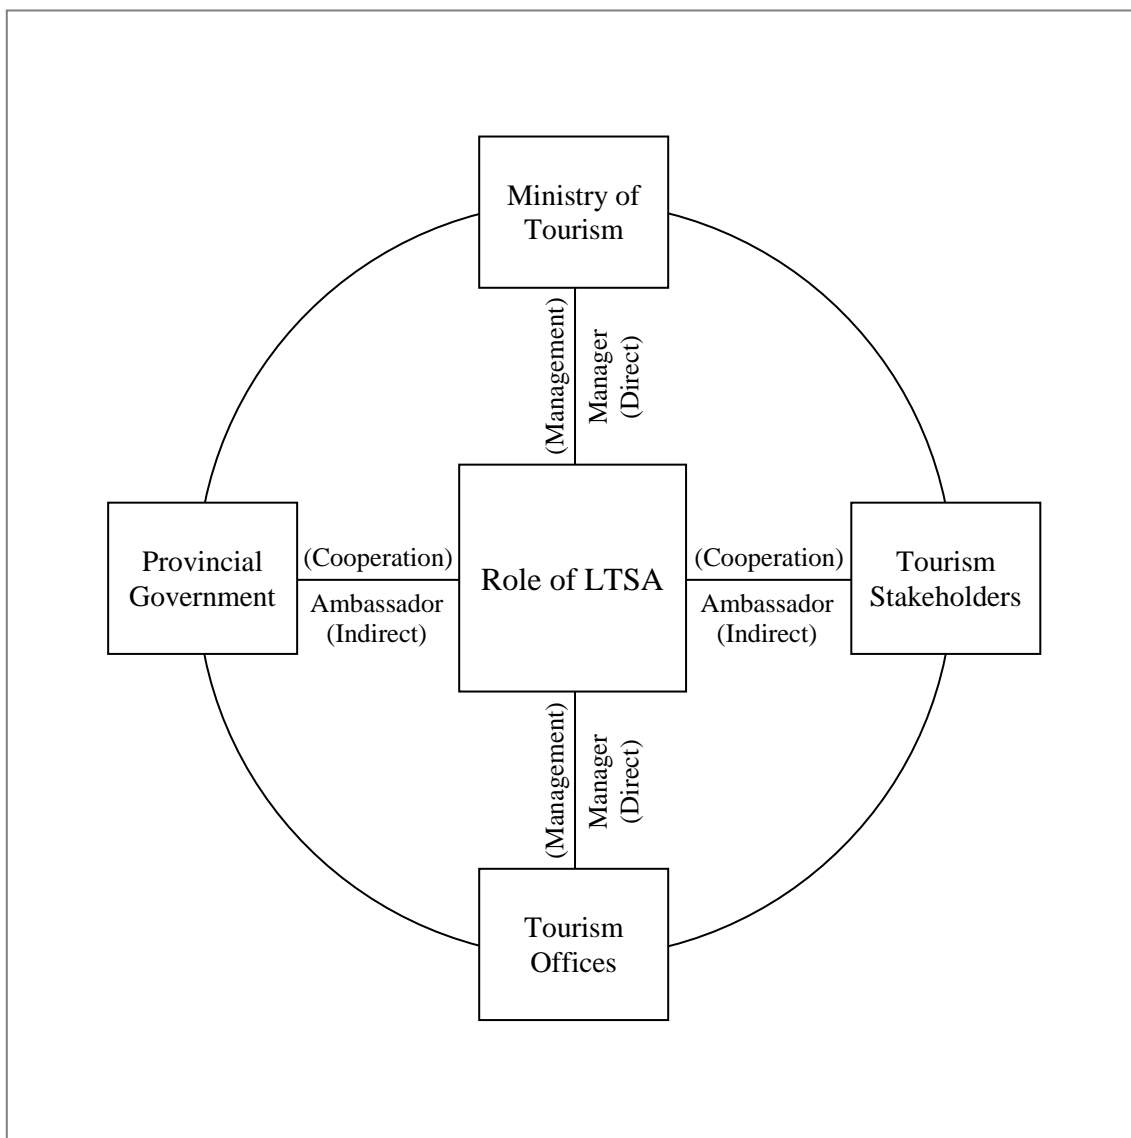 Ministry of
Tourism
(Management)
Manager
(Direct)
Provincial
Government
(Cooperation)
Ambassador
(Indirect)
Role of LTSA
(Cooperation)
Ambassador
(Indirect)
Tourism
Stakeholders
(Management)
Manager
(Direct)
Tourism
Offices